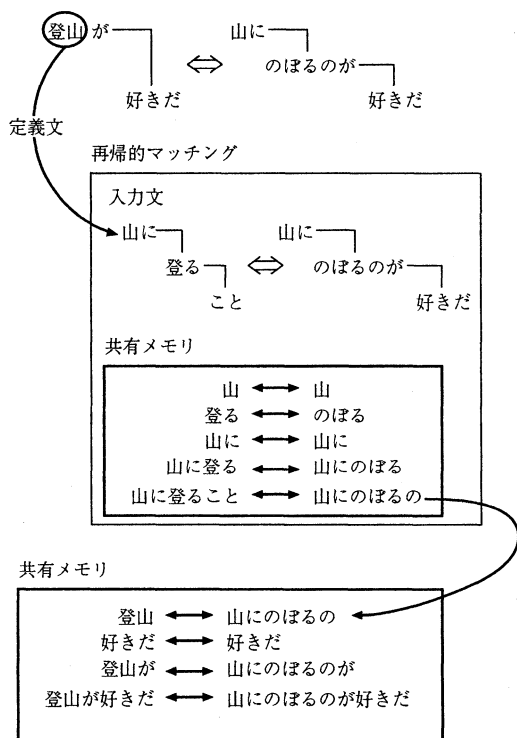 登山が ⇔ 山に
のぼるのが
好きだ 好きだ
定義文
再帰的マッチング
入力文
山に 山に
登る ⇔ のぼるのが
こと 好きだ
共有メモリ
山 ↔ 山
登る ↔ のぼる
山に ↔ 山に
山に登る ↔ 山にのぼる
山に登ること ↔ 山にのぼるの
共有メモリ
登山 ↔ 山にのぼるの
好きだ ↔ 好きだ
登山が ↔ 山にのぼるのが
登山が好きだ ↔ 山にのぼるのが好きだ